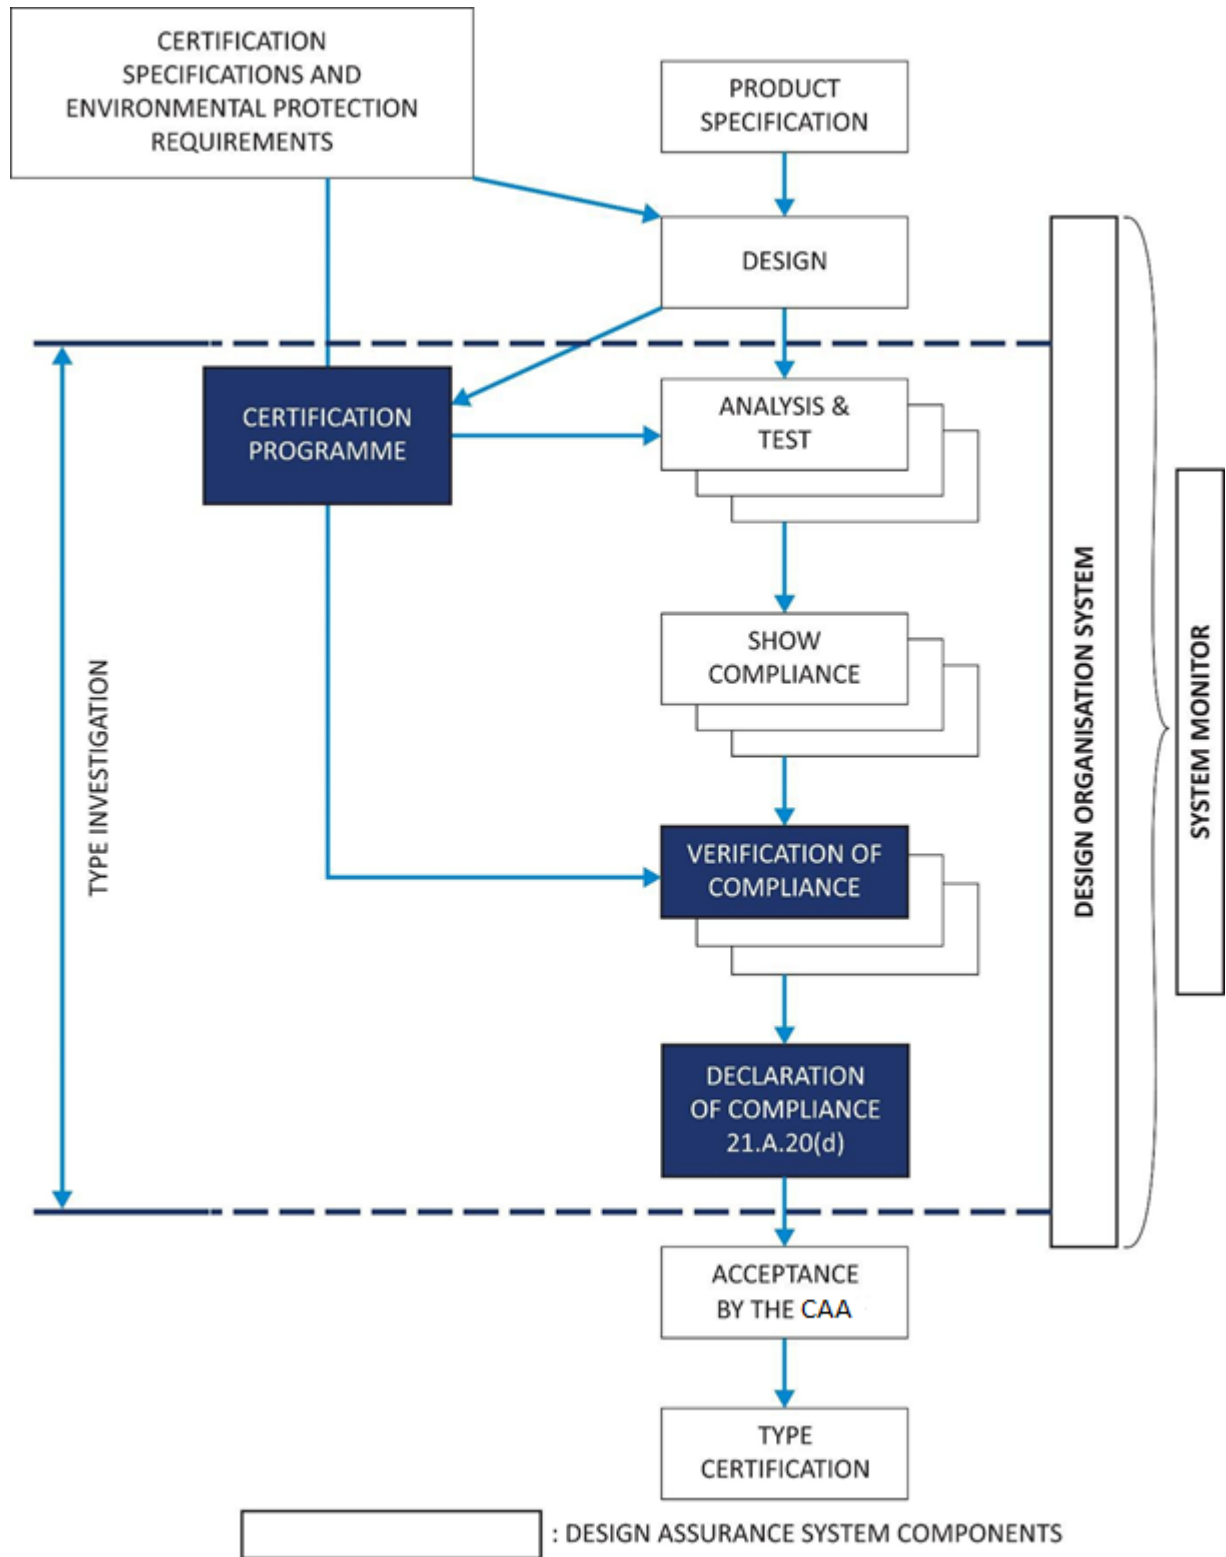 CERTIFICATION
SPECIFICATIONS AND
ENVIRONMENTAL PROTECTION
REQUIREMENTS
PRODUCT
SPECIFICATION
DESIGN
CERTIFICATION
PROGRAMME
ANALYSIS &
TEST
SHOW
COMPLIANCE
VERIFICATION OF
COMPLIANCE
DECLARATION
OF COMPLIANCE
21.A.20(d)
ACCEPTANCE
BY THE CAA
TYPE
CERTIFICATION
TYPE INVESTIGATION
DESIGN ORGANISATION SYSTEM
SYSTEM MONITOR
: DESIGN ASSURANCE SYSTEM COMPONENTS